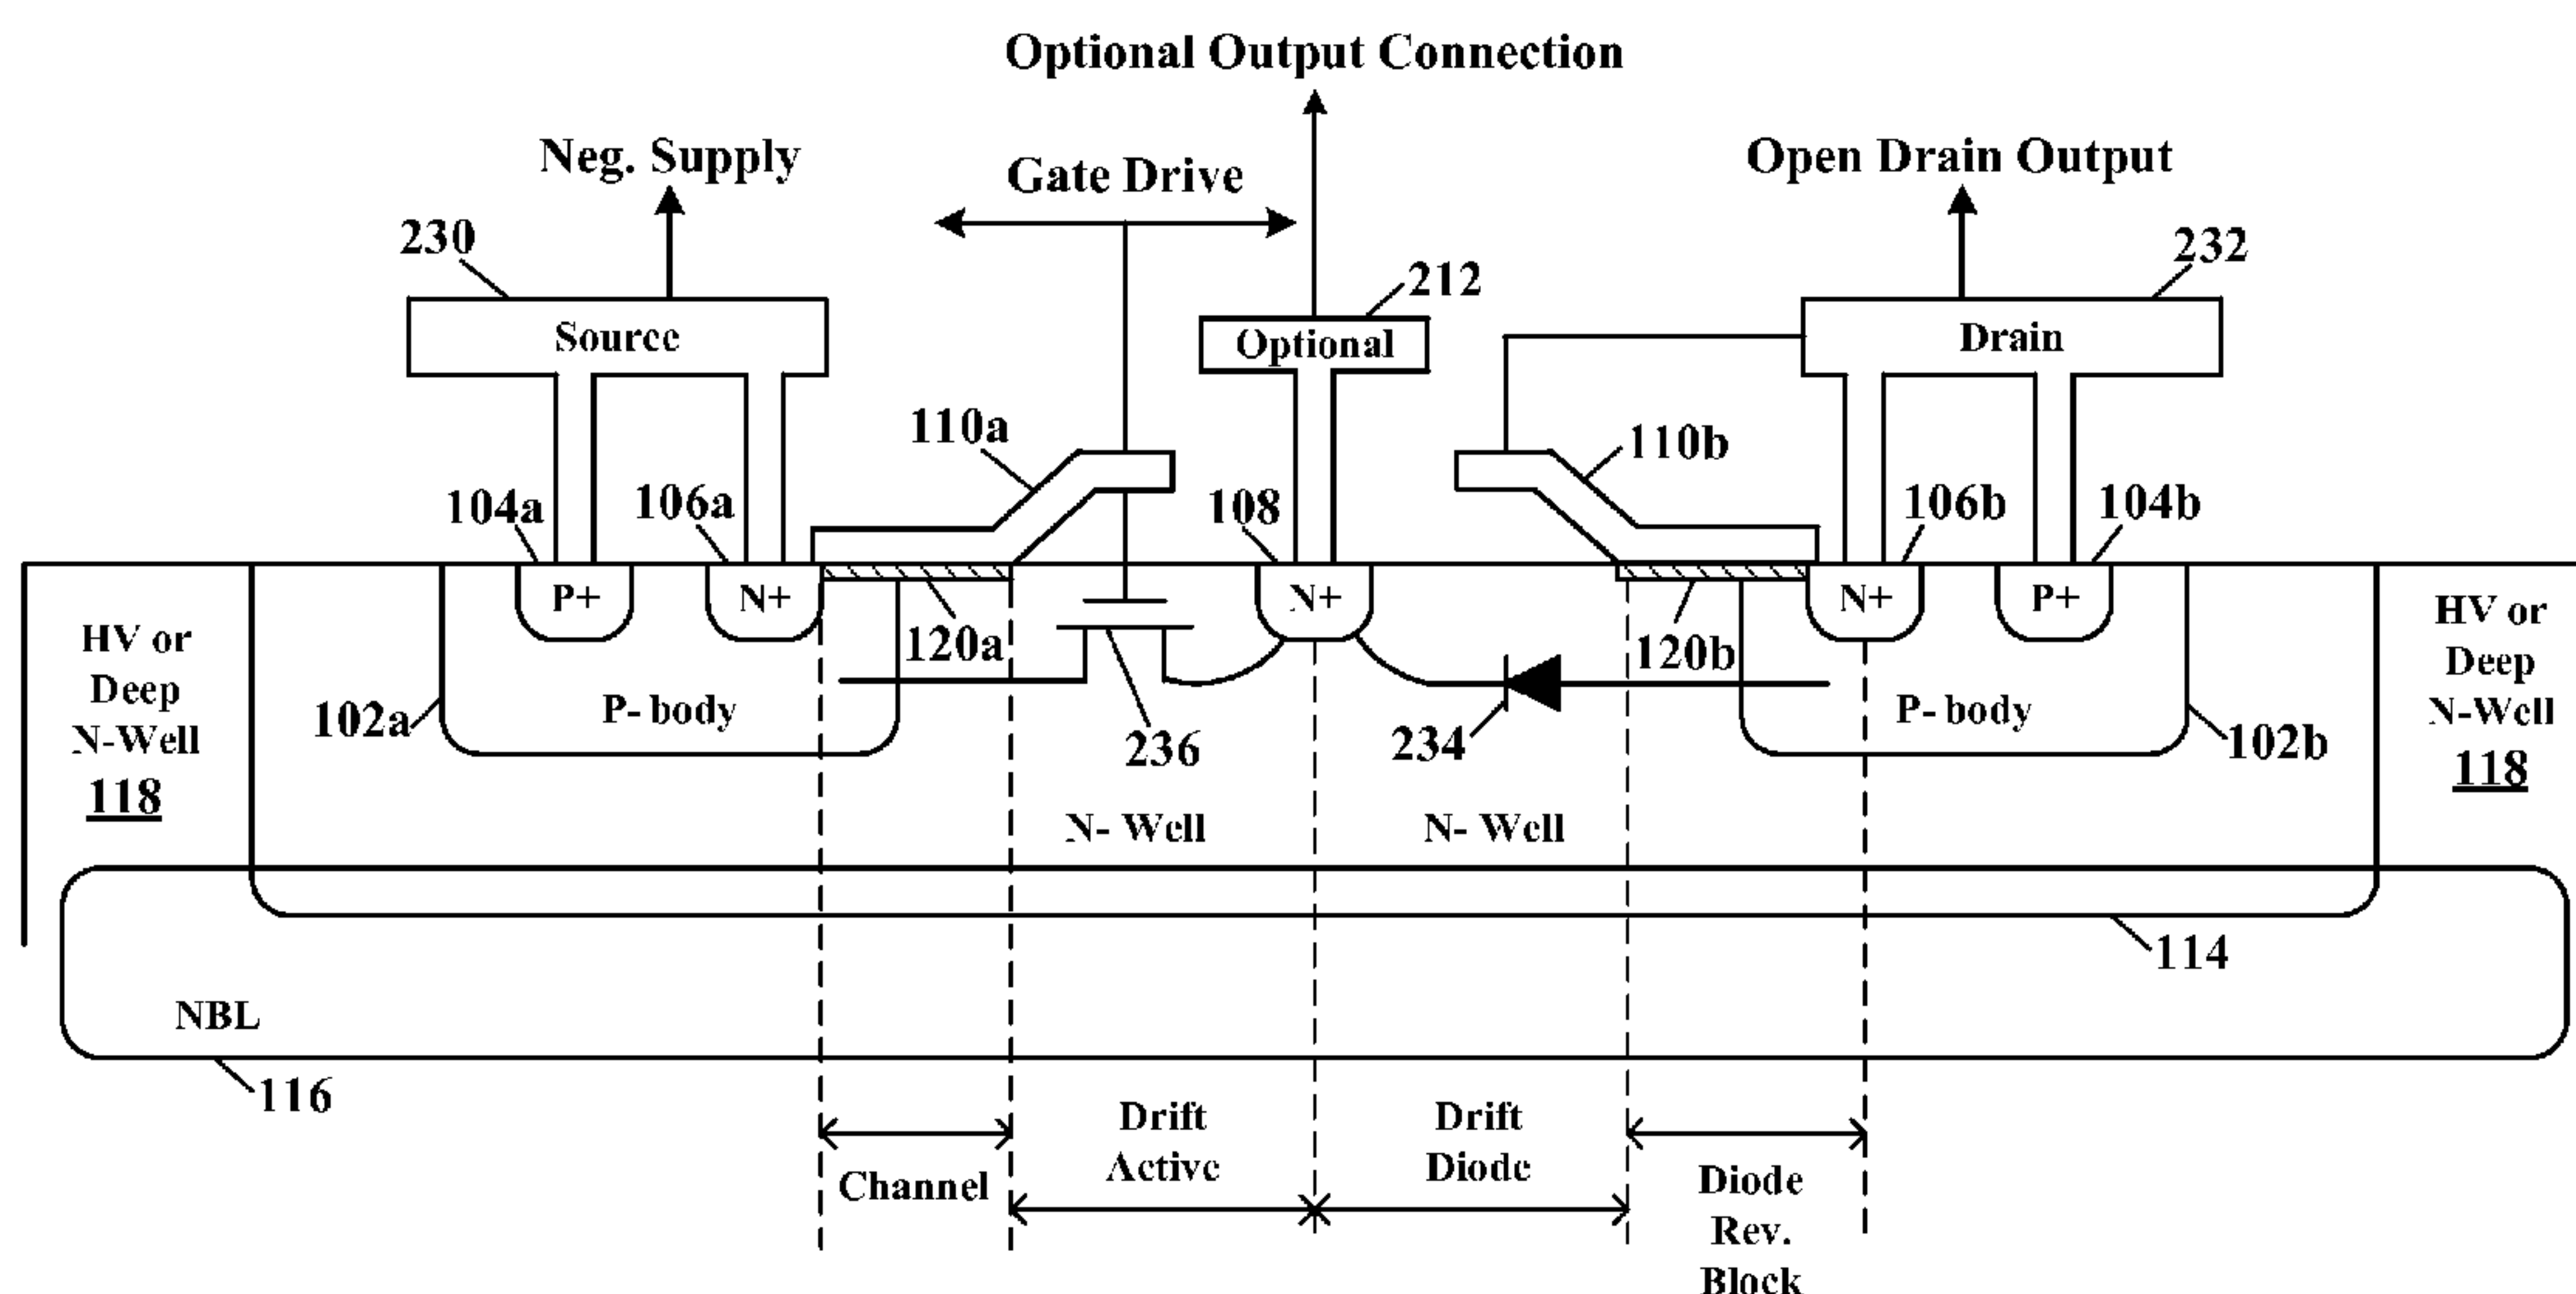 Optional Output Connection
Neg. Supply
Gate Drive
Open Drain Output
230
212
232
Source
Optional
Drain
110a
110b
104a
106a
108
106b
104b
P+
N+
N+
N+
P+
HV or
Deep
N-Well
118
120a
120b
HV or
Deep
N-Well
118
102a
P- body
236
234
P- body
102b
N- Well
N- Well
114
NBL
116
Channel
Drift
Active
Drift
Diode
Diode
Rev.
Block